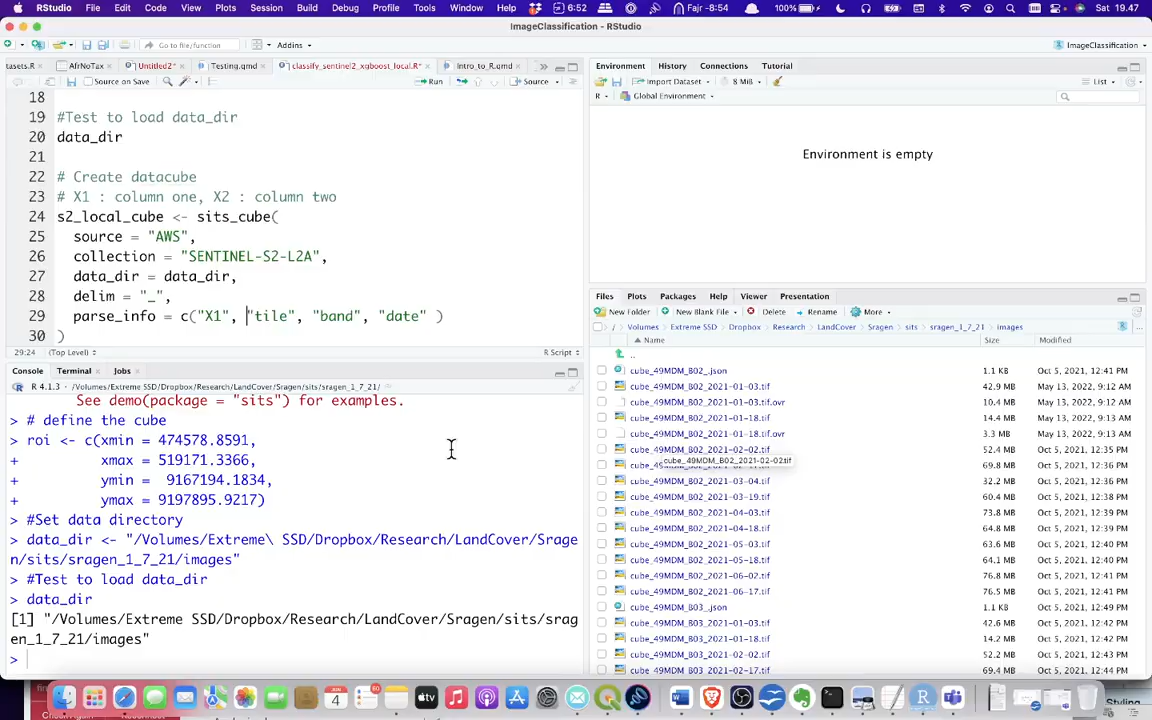 RStudio File Edit Code View Plots Session Build Debug Profile Tools Window Help 6:52 Fajr -8:54 100% Sat 19.47
ImageClassification - RStudio
Go to file/function Addins ImageClassification
tasets.R AfrNoTax Untitled2* Testing.qmd classify_sentinel2_xgboost_local.R* Intro_to_R.qmd
Source on Save Run Source
18
19 #Test to load data_dir
20 data_dir
21
22 # Create datacube
23 # X1 : column one, X2 : column two
24 s2_local_cube <- sits_cube(
25 source = "AWS",
26 collection = "SENTINEL-S2-L2A",
27 data_dir = data_dir,
28 delim = "_",
29 parse_info = c("X1", "tile", "band", "date" )
30 )
29:24 (Top Level) R Script
Console Terminal Jobs
R 4.1.3 · /Volumes/Extreme SSD/Dropbox/Research/LandCover/Sragen/sits/sragen_1_7_21/
See demo(package = "sits") for examples.
> # define the cube
> roi <- c(xmin = 474578.8591,
+ xmax = 519171.3366,
+ ymin = 9167194.1834,
+ ymax = 9197895.9217)
> #Set data directory
> data_dir <- "/Volumes/Extreme\ SSD/Dropbox/Research/LandCover/Srage
n/sits/sragen_1_7_21/images"
> #Test to load data_dir
> data_dir
[1] "/Volumes/Extreme SSD/Dropbox/Research/LandCover/Sragen/sits/srag
en_1_7_21/images"
>
Environment History Connections Tutorial
Import Dataset 8 MiB List
R Global Environment
Environment is empty
Files Plots Packages Help Viewer Presentation
New Folder New Blank File Delete Rename More
/ Volumes Extreme SSD Dropbox Research LandCover Sragen sits sragen_1_7_21 images
Name Size Modified
..
cube_49MDM_B02_.json 1.1 KB Oct 5, 2021, 12:41 PM
cube_49MDM_B02_2021-01-03.tif 42.9 MB May 13, 2022, 9:12 AM
cube_49MDM_B02_2021-01-03.tif.ovr 10.4 MB May 13, 2022, 9:12 AM
cube_49MDM_B02_2021-01-18.tif 14.4 MB May 13, 2022, 9:13 AM
cube_49MDM_B02_2021-01-18.tif.ovr 3.3 MB May 13, 2022, 9:13 AM
cube_49MDM_B02_2021-02-02.tif 52.4 MB Oct 5, 2021, 12:35 PM
cube_49MDM_B02_2021-02-02.tif
69.8 MB Oct 5, 2021, 12:36 PM
cube_49MDM_B02_2021-03-04.tif 32.2 MB Oct 5, 2021, 12:36 PM
cube_49MDM_B02_2021-03-19.tif 60.4 MB Oct 5, 2021, 12:38 PM
cube_49MDM_B02_2021-04-03.tif 73.8 MB Oct 5, 2021, 12:39 PM
cube_49MDM_B02_2021-04-18.tif 64.8 MB Oct 5, 2021, 12:39 PM
cube_49MDM_B02_2021-05-03.tif 63.6 MB Oct 5, 2021, 12:40 PM
cube_49MDM_B02_2021-05-18.tif 64.1 MB Oct 5, 2021, 12:40 PM
cube_49MDM_B02_2021-06-02.tif 76.8 MB Oct 5, 2021, 12:41 PM
cube_49MDM_B02_2021-06-17.tif 76.5 MB Oct 5, 2021, 12:41 PM
cube_49MDM_B03_.json 1.1 KB Oct 5, 2021, 12:49 PM
cube_49MDM_B03_2021-01-03.tif 42.6 MB Oct 5, 2021, 12:41 PM
cube_49MDM_B03_2021-01-18.tif 14.2 MB Oct 5, 2021, 12:42 PM
cube_49MDM_B03_2021-02-02.tif 52.2 MB Oct 5, 2021, 12:43 PM
cube_49MDM_B03_2021-02-17.tif 69.4 MB Oct 5, 2021, 12:44 PM